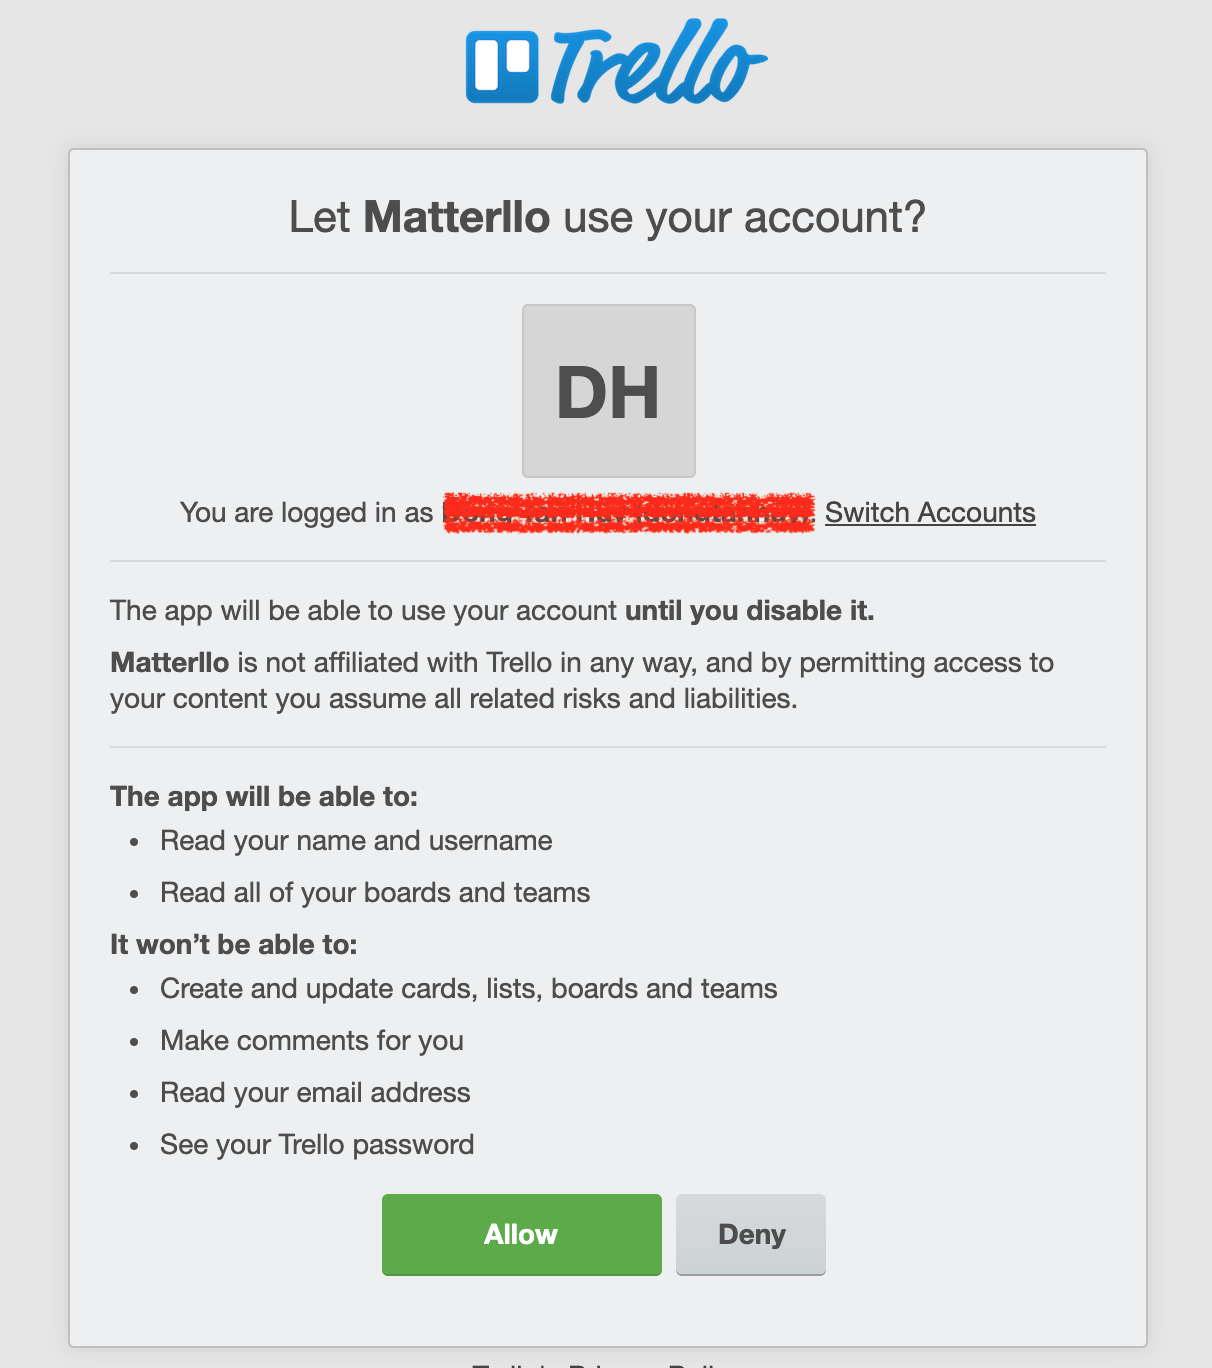 Trello
Let Matterllo use your account?
DH
You are logged in as Switch Accounts
The app will be able to use your account until you disable it.
Matterllo is not affiliated with Trello in any way, and by permitting access to
your content you assume all related risks and liabilities.
The app will be able to:
• Read your name and username
• Read all of your boards and teams
It won’t be able to:
• Create and update cards, lists, boards and teams
• Make comments for you
• Read your email address
• See your Trello password
Allow Deny